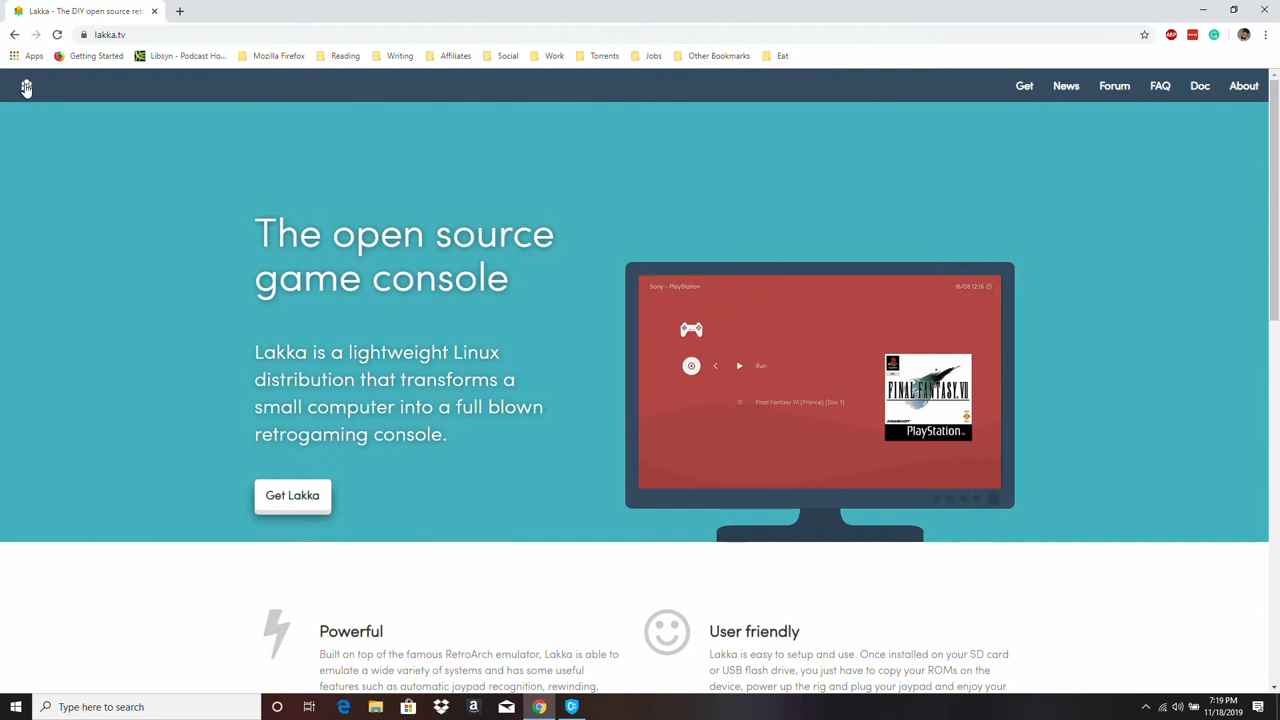 Lakka - The DIY open source ret
lakka.tv
ABP
Apps
Getting Started
Libsyn - Podcast Ho...
Mozilla Firefox
Reading
Writing
Affiliates
Social
Work
Torrents
Jobs
Other Bookmarks
Eat
Get
News
Forum
FAQ
Doc
About
The open source
game console
Lakka is a lightweight Linux
distribution that transforms a
small computer into a full blown
retrogaming console.
Get Lakka
Sony - PlayStation
16/06 12:16
Run
Final Fantasy VII (France) (Disc 1)
FINAL FANTASY VII
SQUARESOFT
PlayStation
Powerful
Built on top of the famous RetroArch emulator, Lakka is able to
emulate a wide variety of systems and has some useful
features such as automatic joypad recognition, rewinding,
User friendly
Lakka is easy to setup and use. Once installed on your SD card
or USB flash drive, you just have to copy your ROMs on the
device, power up the rig and plug your joypad and enjoy your
Type here to search
7:19 PM
11/18/2019